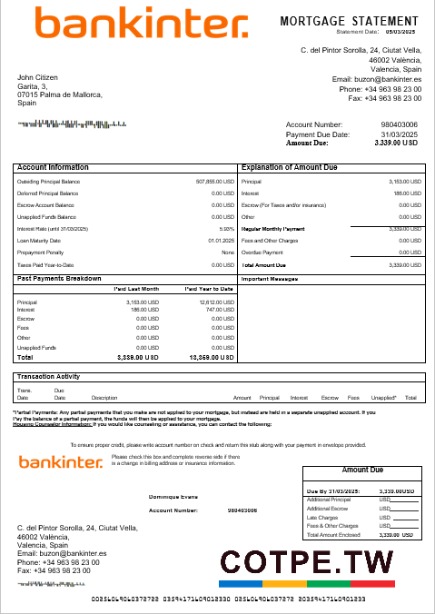 bankinter.
MORTGAGE STATEMENT
Statement Date: 05/03/2025
C. del Pintor Sorolla, 24, Ciutat Vella,
46002 València,
Valencia, Spain
Email: buzon@bankinter.es
Phone: +34 963 98 23 00
Fax: +34 963 98 23 00
John Citizen
Garita, 3,
07015 Palma de Mallorca,
Spain
Account Number: 980403006
Payment Due Date: 31/03/2025
Amount Due: 3,339.00 USD
Account Information
Outstanding Principal Balance 507,855.00 USD
Deferred Principal Balance 0.00 USD
Escrow Account Balance 0.00 USD
Unapplied Funds Balance 0.00 USD
Interest Rate (until 31/03/2025)
Loan Maturity Date 01.01.2025
Prepayment Penalty None
Taxes Paid Year-to-Date 0.00 USD
Explanation of Amount Due
Principal 3,153.00 USD
Interest 186.00 USD
Escrow (For Taxes and/or insurance) 0.00 USD
Other 0.00 USD
Regular Monthly Payment 3,339.00 USD
Fees and Other Charges 0.00 USD
Overdue Payment 0.00 USD
Total Amount Due 3,339.00 USD
Past Payments Breakdown
Paid Last Month Paid Year to Date
Principal 3,153.00 USD 12,612.00 USD
Interest 186.00 USD 747.00 USD
Escrow 0.00 USD 0.00 USD
Fees 0.00 USD 0.00 USD
Other 0.00 USD 0.00 USD
Unapplied Funds 0.00 USD 0.00 USD
Total 3,339.00 USD 13,359.00 USD
Important Messages
Transaction Activity
Trans. Date Due Date Description Amount Principal Interest Escrow Fees Unapplied* Total
*Partial Payments: Any partial payments that you make are not applied to your mortgage, but instead are held in a separate unapplied account. If you
Pay the balance of a partial payment, the funds will then be applied to your mortgage.
Housing Counselor Information: If you would like counseling or assistance, you can contact the following:
To ensure proper credit, please write account number on check and return this stub along with your payment in envelope provided.
bankinter.
Please check this box and complete reverse side if there
is a change in billing address or insurance information.
Dominique Evans
Account Number: 980403006
Amount Due
Due By 31/03/2025: 3,339.00USD
Additional Principal USD
Additional Escrow USD
Late Charges USD
Fees & Other Charges USD
Total Amount Enclosed 3,339.00 USD
C. del Pintor Sorolla, 24, Ciutat Vella,
46002 València,
Valencia, Spain
Email: buzon@bankinter.es
Phone: +34 963 98 23 00
Fax: +34 963 98 23 00
COTPE.TW